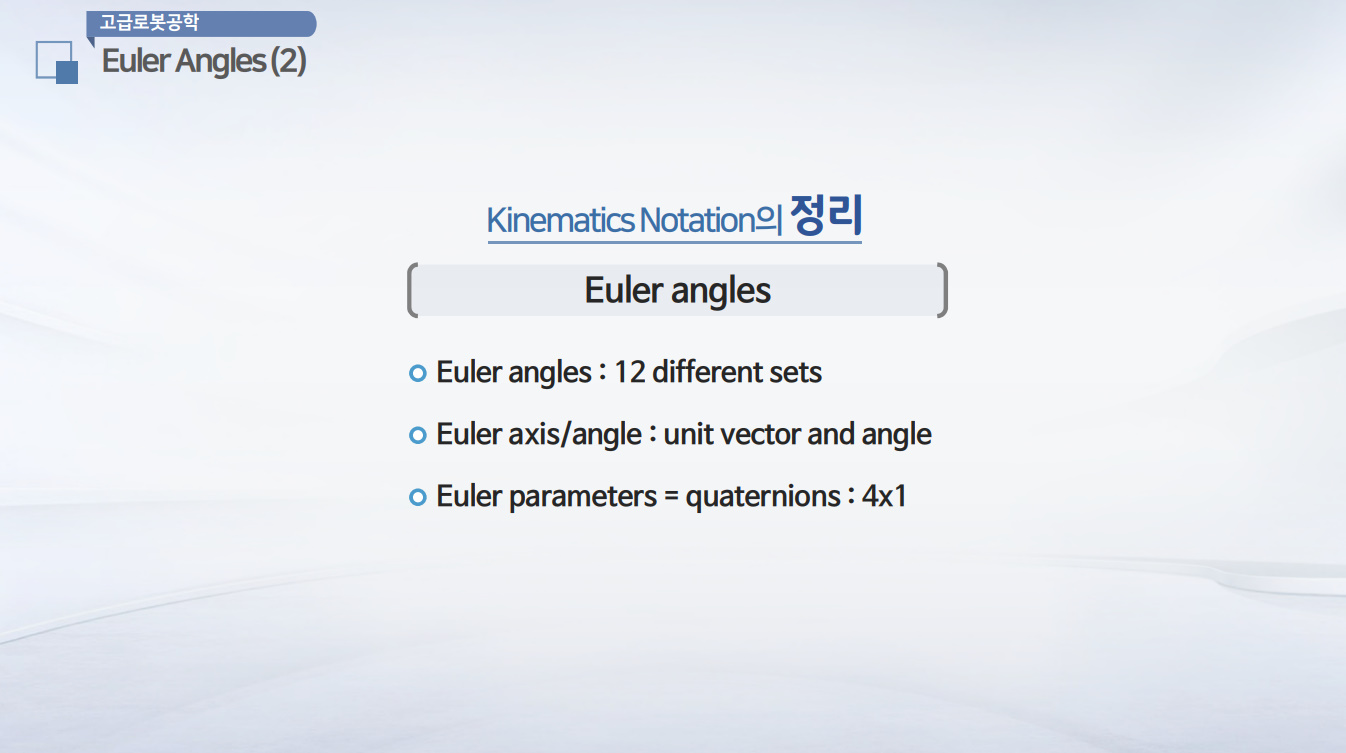 고급로봇공학
Euler Angles (2)
Kinematics Notation의 정리
Euler angles
Euler angles : 12 different sets
Euler axis/angle : unit vector and angle
Euler parameters = quaternions : 4x1